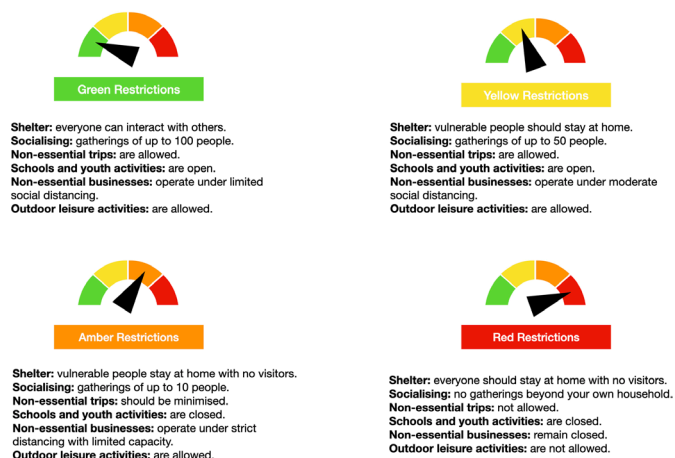 Green Restrictions
Shelter: everyone can interact with others.
Socialising: gatherings of up to 100 people.
Non-essential trips: are allowed.
Schools and youth activities: are open.
Non-essential businesses: operate under limited
social distancing.
Outdoor leisure activities: are allowed.
Yellow Restrictions
Shelter: vulnerable people should stay at home.
Socialising: gatherings of up to 50 people.
Non-essential trips: are allowed.
Schools and youth activities: are open.
Non-essential businesses: operate under moderate
social distancing.
Outdoor leisure activities: are allowed.
Amber Restrictions
Shelter: vulnerable people stay at home with no visitors.
Socialising: gatherings of up to 10 people.
Non-essential trips: should be minimised.
Schools and youth activities: are closed.
Non-essential businesses: operate under strict
distancing with limited capacity.
Outdoor leisure activities: are allowed.
Red Restrictions
Shelter: everyone should stay at home with no visitors.
Socialising: no gatherings beyond your own household.
Non-essential trips: not allowed.
Schools and youth activities: are closed.
Non-essential businesses: remain closed.
Outdoor leisure activities: are not allowed.